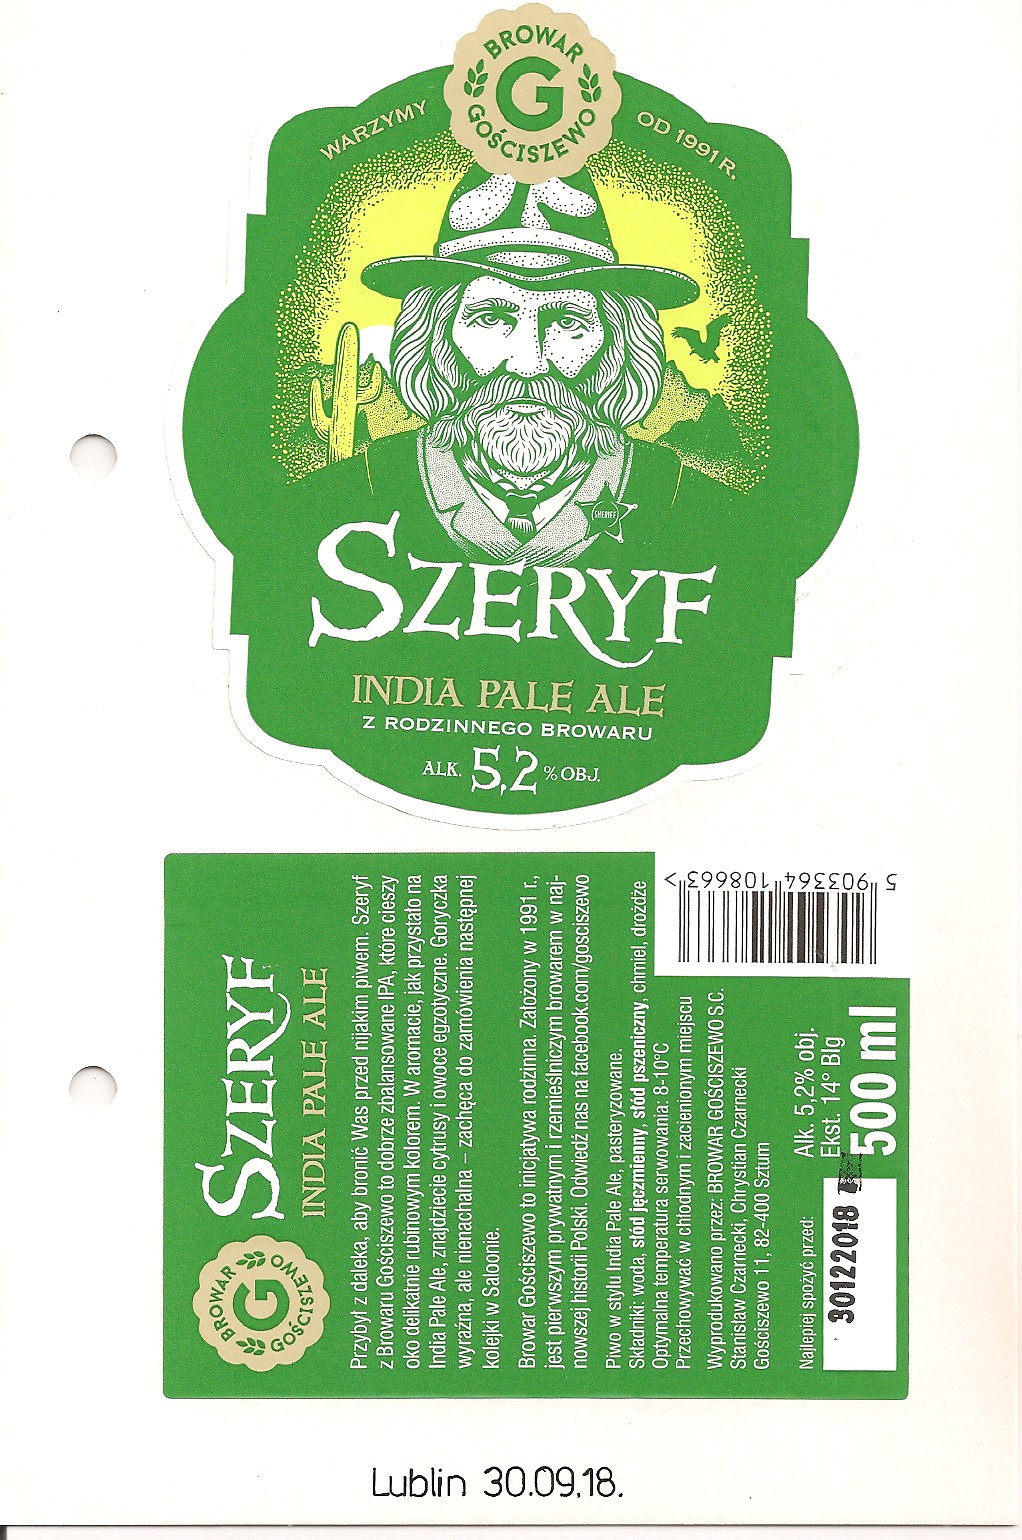 BROWAR
G
GOŚCISZEWO
WARZYMY
OD 1991 R.
SHERIFF
SZERYF
INDIA PALE ALE
Z RODZINNEGO BROWARU
ALK. 5,2 % OBJ.
BROWAR
G
GOŚCISZEWO
SZERYF
INDIA PALE ALE
Przybył z daleka, aby bronić Was przed nijakim piwem. Szeryf
z Browaru Gościszewo to dobrze zbalansowane IPA, które cieszy
oko delikatnie rubinowym kolorem. W aromacie, jak przystało na
India Pale Ale, znajdziecie cytrusy i owoce egzotyczne. Goryczka
wyraźna, ale nienachalna – zachęca do zamówienia następnej
kolejki w Saloonie.
Browar Gościszewo to inicjatywa rodzinna. Założony w 1991 r.,
jest pierwszym prywatnym i rzemieślniczym browarem w naj-
nowszej historii Polski. Odwiedź nas na facebook.com/gosciszewo
Piwo w stylu India Pale Ale, pasteryzowane.
Składniki: woda, słód jęczmienny, słód pszeniczny, chmiel, drożdże
Optymalna temperatura serwowania: 8-10°C
Przechowywać w chłodnym i zacienionym miejscu
Wyprodukowano przez: BROWAR GOŚCISZEWO S.C.
Stanisław Czarnecki, Chrystian Czarnecki
Gościszewo 11, 82-400 Sztum
Najlepiej spożyć przed:
30122018
Alk. 5,2% obj.
Ekst. 14° Blg
500 ml
5 903364 108663 >
Lublin 30.09.18.